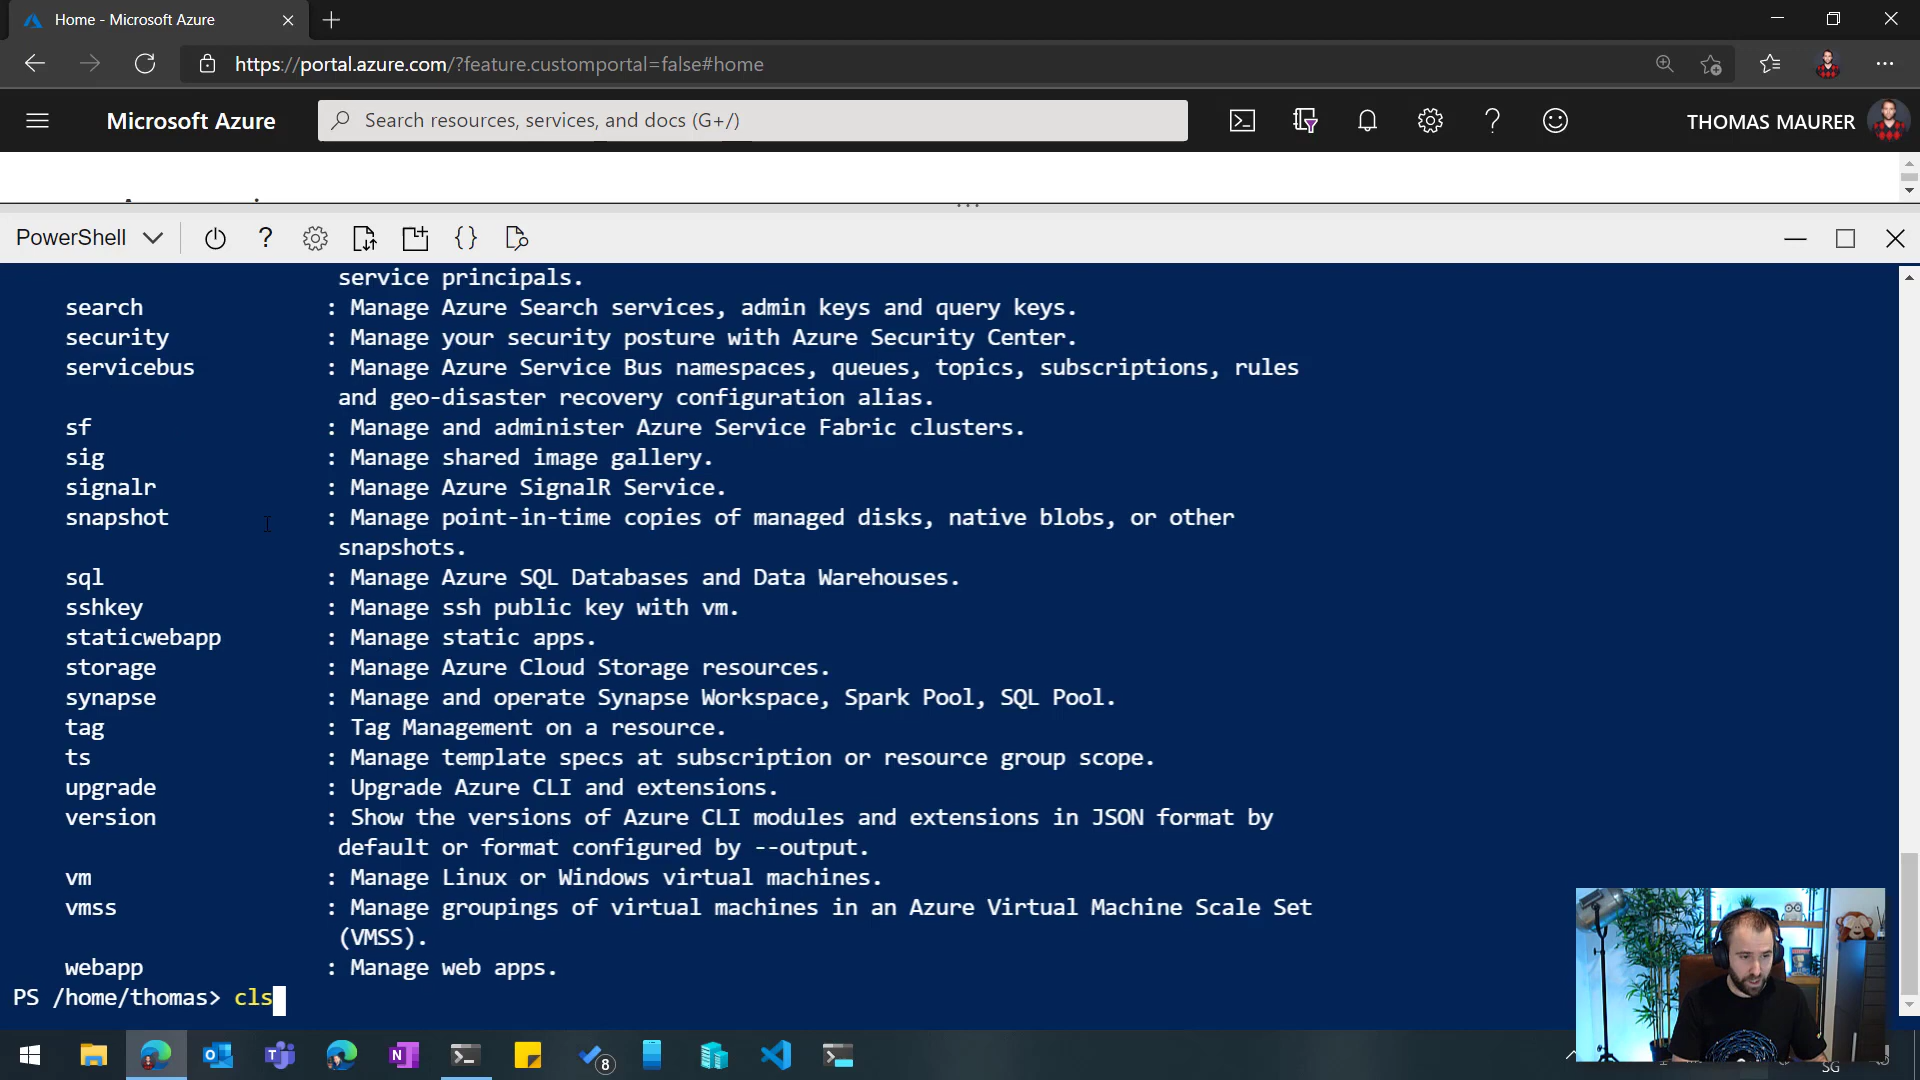 Home - Microsoft Azure
https://portal.azure.com/?feature.customportal=false#home
Microsoft Azure
Search resources, services, and docs (G+/)
THOMAS MAURER
PowerShell
service principals.
search : Manage Azure Search services, admin keys and query keys.
security : Manage your security posture with Azure Security Center.
servicebus : Manage Azure Service Bus namespaces, queues, topics, subscriptions, rules
and geo-disaster recovery configuration alias.
sf : Manage and administer Azure Service Fabric clusters.
sig : Manage shared image gallery.
signalr : Manage Azure SignalR Service.
snapshot : Manage point-in-time copies of managed disks, native blobs, or other
snapshots.
sql : Manage Azure SQL Databases and Data Warehouses.
sshkey : Manage ssh public key with vm.
staticwebapp : Manage static apps.
storage : Manage Azure Cloud Storage resources.
synapse : Manage and operate Synapse Workspace, Spark Pool, SQL Pool.
tag : Tag Management on a resource.
ts : Manage template specs at subscription or resource group scope.
upgrade : Upgrade Azure CLI and extensions.
version : Show the versions of Azure CLI modules and extensions in JSON format by
default or format configured by --output.
vm : Manage Linux or Windows virtual machines.
vmss : Manage groupings of virtual machines in an Azure Virtual Machine Scale Set
(VMSS).
webapp : Manage web apps.
PS /home/thomas> cls
8
SG